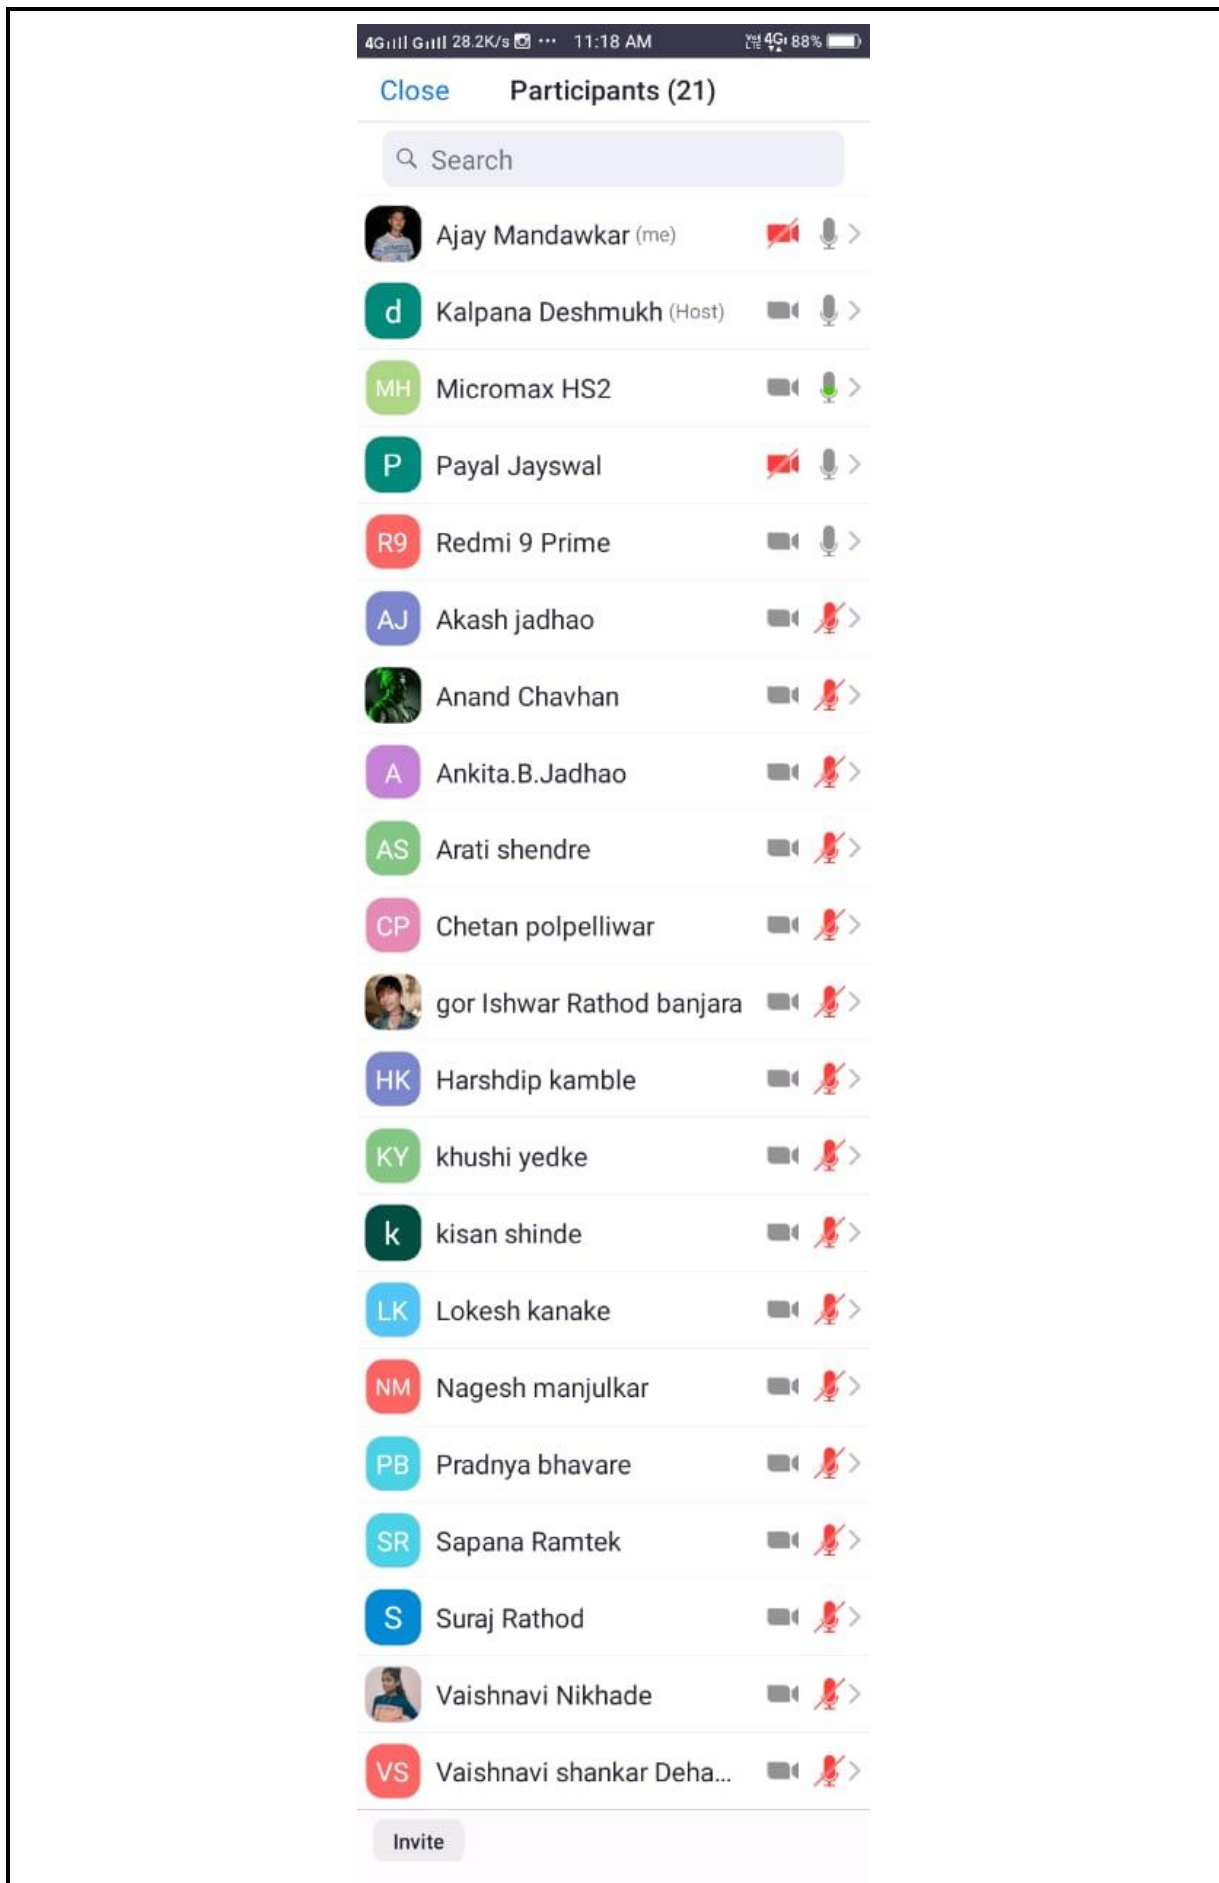 4G G 28.2K/s ··· 11:18 AM Vo) LTE 4G 88%
Close Participants (21)
Search
Ajay Mandawkar (me)
d Kalpana Deshmukh (Host)
MH Micromax HS2
P Payal Jayswal
R9 Redmi 9 Prime
AJ Akash jadhao
Anand Chavhan
A Ankita.B.Jadhao
AS Arati shendre
CP Chetan polpelliwar
gor Ishwar Rathod banjara
HK Harshdip kamble
KY khushi yedke
k kisan shinde
LK Lokesh kanake
NM Nagesh manjulkar
PB Pradnya bhavare
SR Sapana Ramtek
S Suraj Rathod
Vaishnavi Nikhade
VS Vaishnavi shankar Deha...
Invite